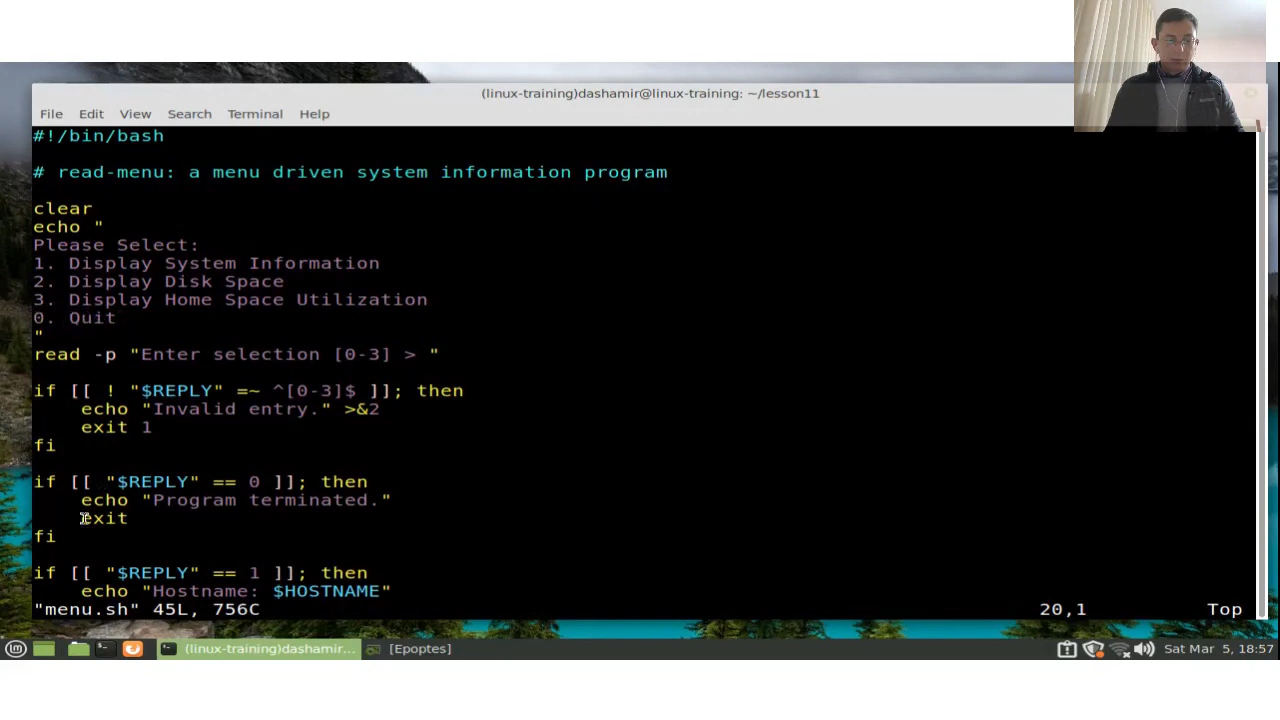 (linux-training)dashamir@linux-training: ~/lesson11
File Edit View Search Terminal Help
#!/bin/bash
# read-menu: a menu driven system information program
clear
echo "
Please Select:
1. Display System Information
2. Display Disk Space
3. Display Home Space Utilization
0. Quit
"
read -p "Enter selection [0-3] > "
if [[ ! "$REPLY" =~ ^[0-3]$ ]]; then
    echo "Invalid entry." >&2
    exit 1
fi
if [[ "$REPLY" == 0 ]]; then
    echo "Program terminated."
    exit
fi
if [[ "$REPLY" == 1 ]]; then
    echo "Hostname: $HOSTNAME"
"menu.sh" 45L, 756C 20,1 Top
(linux-training)dashamir... [Epoptes] Sat Mar 5, 18:57